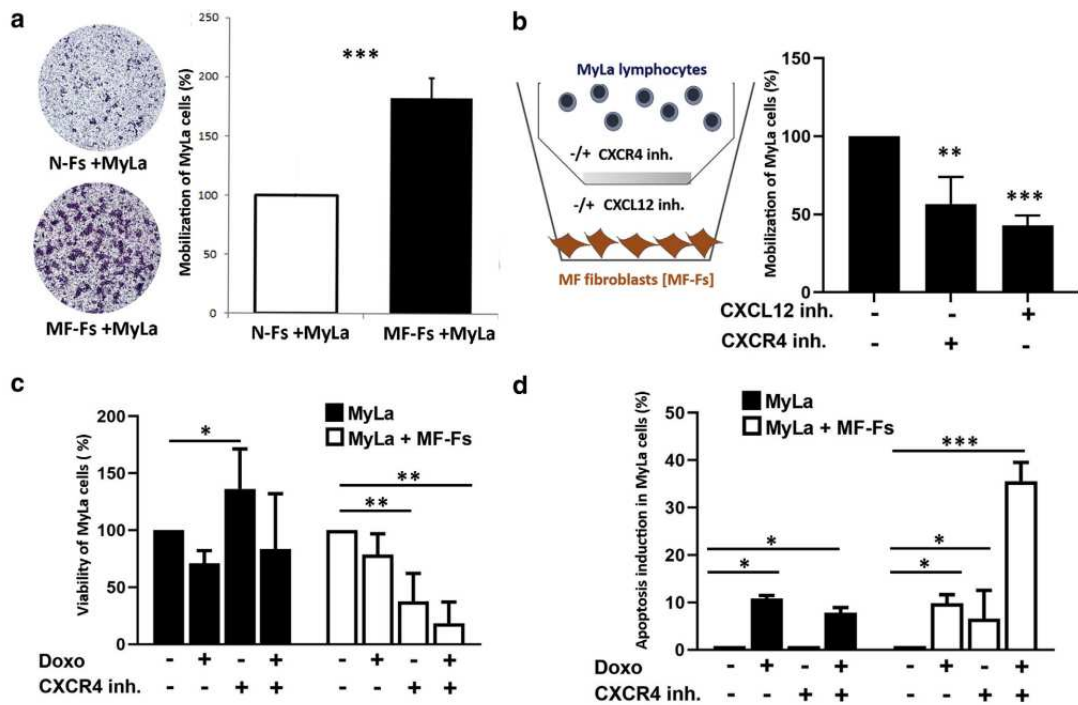 a
N-Fs +MyLa
MF-Fs +MyLa
Mobilization of MyLa cells (%)
250
200
150
100
50
0
***
N-Fs +MyLa MF-Fs +MyLa
b
MyLa lymphocytes
-/+ CXCR4 inh.
-/+ CXCL12 inh.
MF fibroblasts [MF-Fs]
Mobilization of MyLa cells (%)
150
100
50
0
**
***
CXCL12 inh. - - +
CXCR4 inh. - + -
c
Viability of MyLa cells ( %)
200
150
100
50
0
MyLa
MyLa + MF-Fs
*
**
**
Doxo - + - + - + - +
CXCR4 inh. - - + + - - + +
d
Apoptosis induction in MyLa cells (%)
50
40
30
20
10
0
MyLa
MyLa + MF-Fs
***
*
*
*
*
Doxo - + - + - + - +
CXCR4 inh. - - + + - - + +